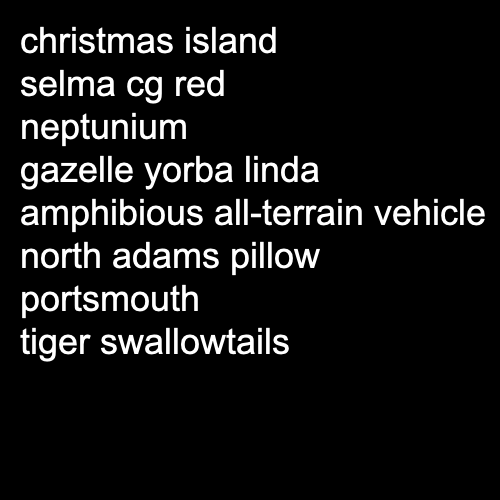 christmas island
selma cg red
neptunium
gazelle yorba linda
amphibious all-terrain vehicle
north adams pillow
portsmouth
tiger swallowtails